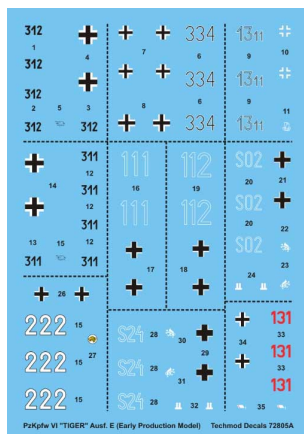 312 334 1311
1 4 7 6 9 10
312 334 1311
2 5 3 8 6 9 11
312 312 334 1311
311 111 112 S02
12 16 19 20 21
14 311
12
111 112 S02
311 20 22
13 15 12 17 18 23
311 311 24
26
222 15 S24 28 30 131
27 29 34 33
222 15 S24 28 131
31 33
222 15 S24 28 32 131
35
PzKpfw VI "TIGER" Ausf. E (Early Production Model) Techmod Decals 72805A